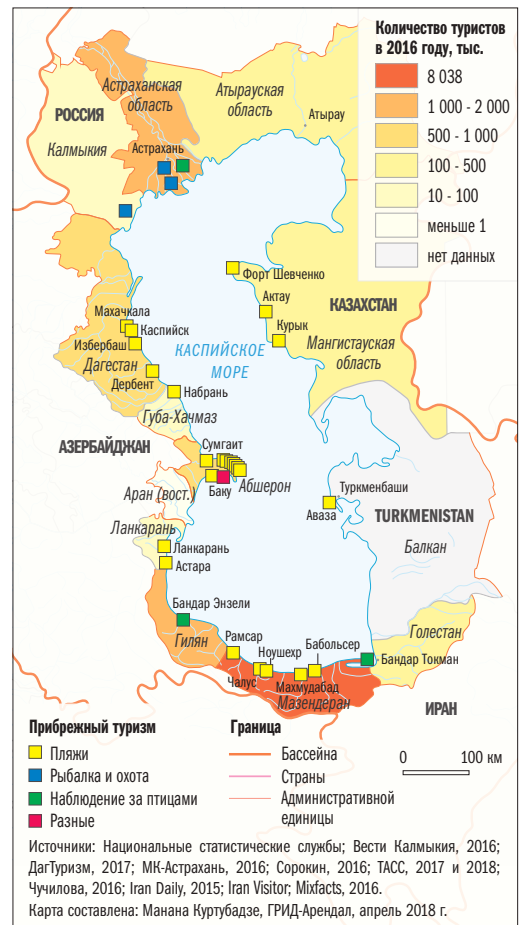 Количество туристов
в 2016 году, тыс.
8 038
1 000 - 2 000
500 - 1 000
100 - 500
10 - 100
меньше 1
нет данных
РОССИЯ
Калмыкия
Астраханская
область
Астрахань
Атырауская
область
Атырау
Форт Шевченко
Актау
Курык
КАЗАХСТАН
Мангистауская
область
КАСПИЙСКОЕ
МОРЕ
Махачкала
Каспийск
Избербаш
Дагестан
Дербент
Набрань
Губа-Хачмаз
АЗЕРБАЙДЖАН
Сумгаит
Абшерон
Баку
Аран (вост.)
Ланкарань
Ланкарань
Астара
Туркменбаши
Аваза
TURKMENISTAN
Балкан
Бандар Энзели
Гилян
Рамсар
Чалус
Ноушехр
Махмудабад
Бабольсер
Мазендеран
Голестан
Бандар Токман
ИРАН
Прибрежный туризм
Пляжи
Рыбалка и охота
Наблюдение за птицами
Разные
Граница
Бассейна
Страны
Административной
единицы
0 100 км
Источники: Национальные статистические службы; Вести Калмыкия, 2016;
ДагТуризм, 2017; МК-Астрахань, 2016; Сорокин, 2016; ТАСС, 2017 и 2018;
Чучилова, 2016; Iran Daily, 2015; Iran Visitor; Mixfacts, 2016.
Карта составлена: Манана Куртубадзе, ГРИД-Арендал, апрель 2018 г.